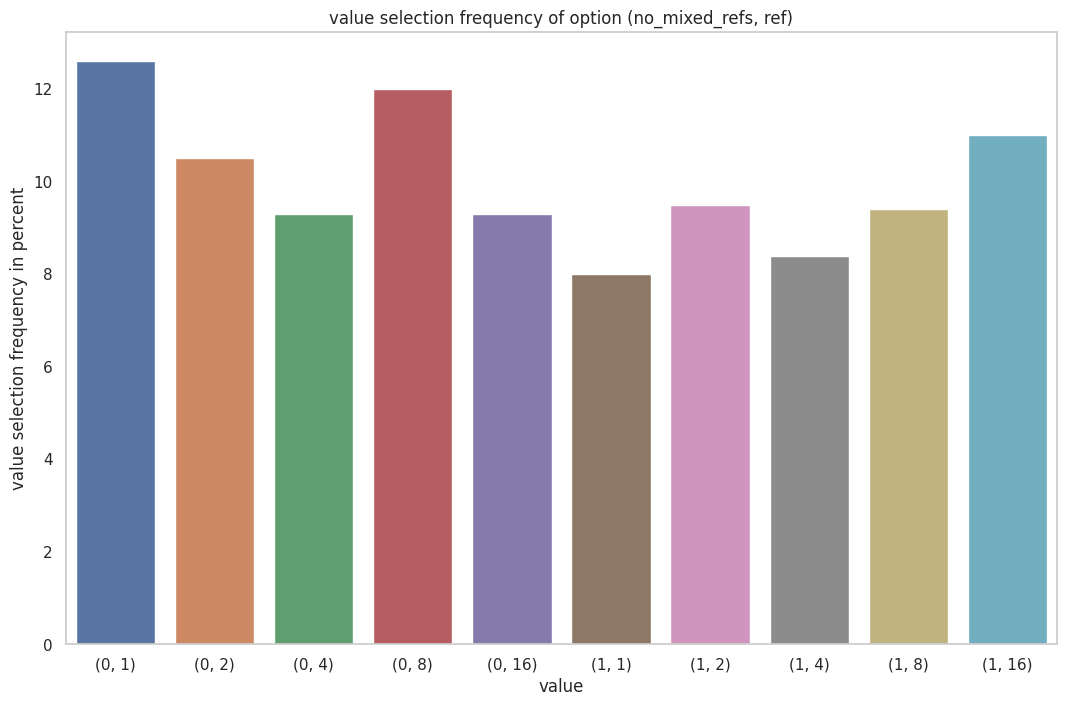 value selection frequency of option (no_mixed_refs, ref)
value selection frequency in percent
12
10
8
6
4
2
0
(0, 1) (0, 2) (0, 4) (0, 8) (0, 16) (1, 1) (1, 2) (1, 4) (1, 8) (1, 16)
value